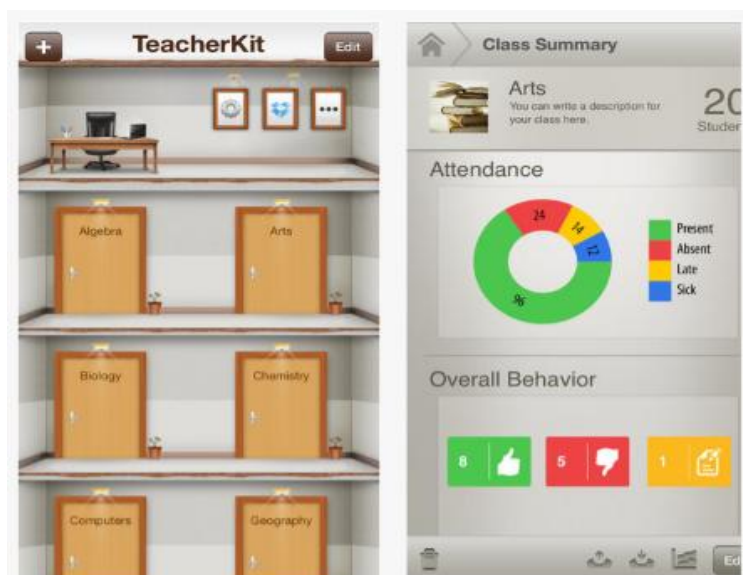 TeacherKit
Edit
Algebra
Arts
Biology
Chemistry
Computers
Geography
Class Summary
Arts
You can write a description for
your class here.
20
Studen
Attendance
24
14
12
96
Present
Absent
Late
Sick
Overall Behavior
8
5
1
Ed